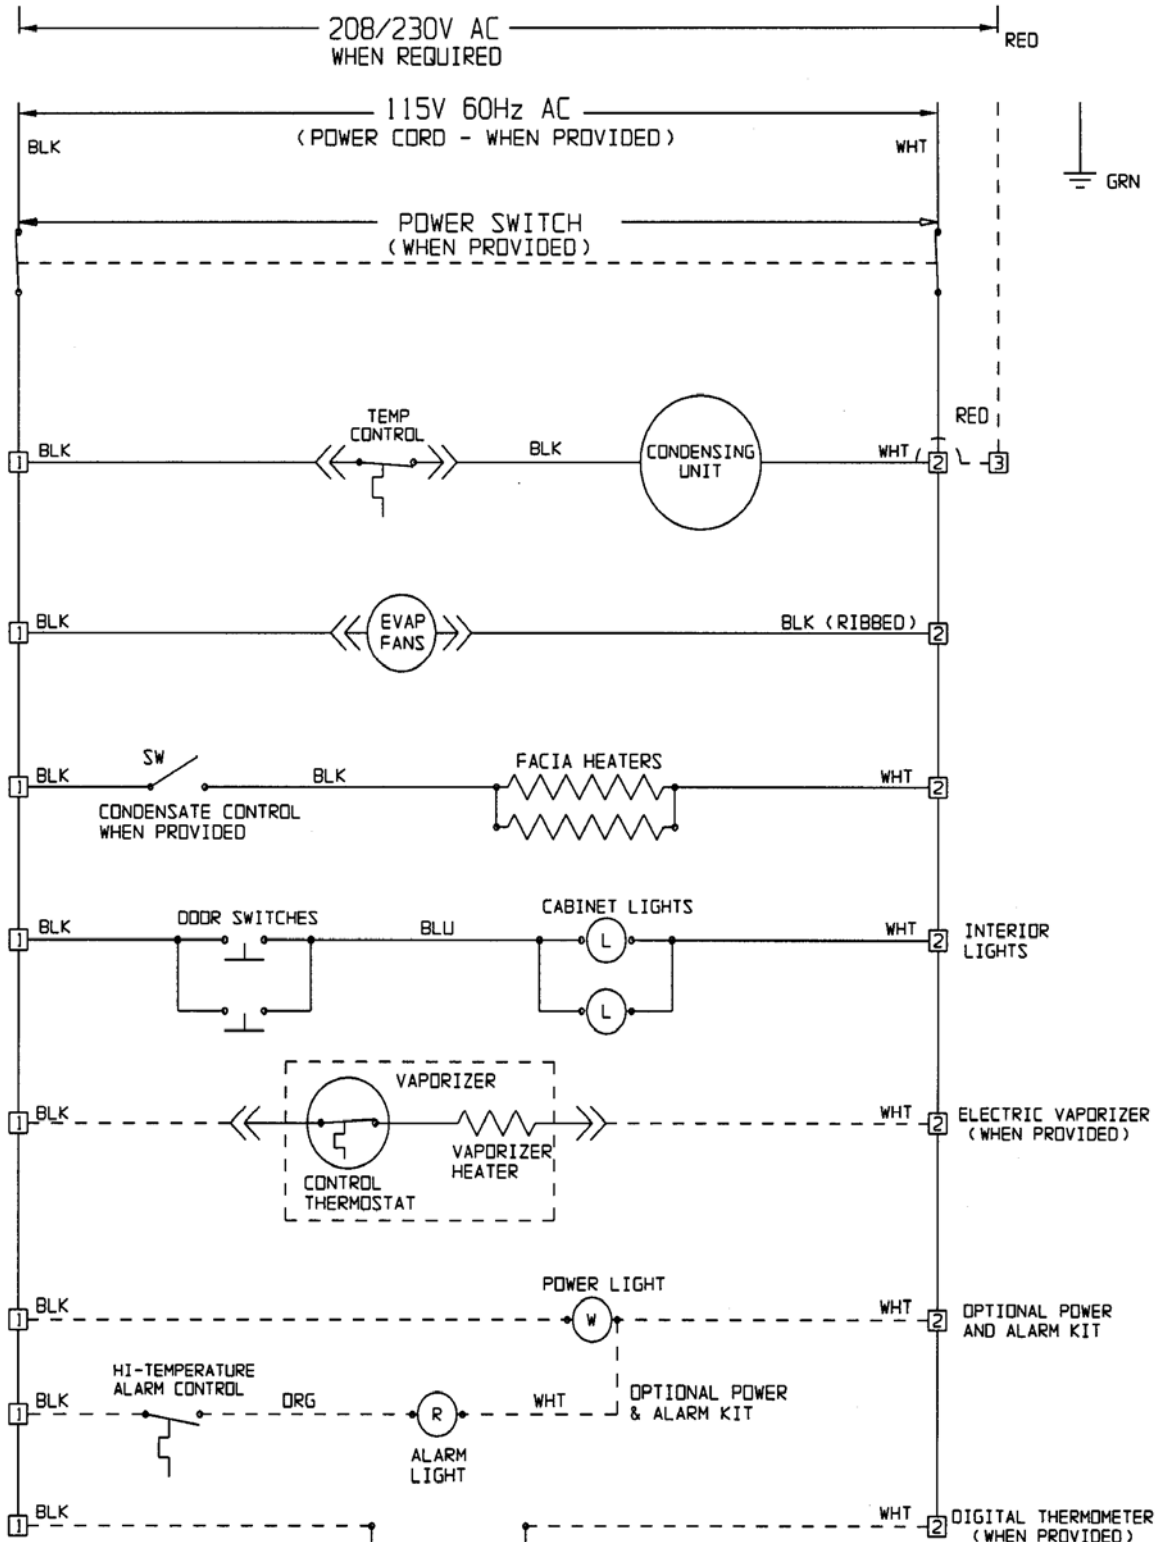 208/230V AC
WHEN REQUIRED
RED
115V 60Hz AC
(POWER CORD - WHEN PROVIDED)
BLK
WHT
GRN
POWER SWITCH
(WHEN PROVIDED)
RED
TEMP
CONTROL
1 BLK
BLK
CONDENSING
UNIT
WHT
2
3
1 BLK
EVAP
FANS
BLK (RIBBED)
2
SW
FACIA HEATERS
1 BLK
BLK
WHT
2
CONDENSATE CONTROL
WHEN PROVIDED
DOOR SWITCHES
CABINET LIGHTS
1 BLK
BLU
L
WHT
2
INTERIOR
LIGHTS
L
VAPORIZER
1 BLK
WHT
2
ELECTRIC VAPORIZER
(WHEN PROVIDED)
VAPORIZER
HEATER
CONTROL
THERMOSTAT
POWER LIGHT
1 BLK
W
WHT
2
OPTIONAL POWER
AND ALARM KIT
HI-TEMPERATURE
ALARM CONTROL
1 BLK
ORG
R
WHT
OPTIONAL POWER
& ALARM KIT
ALARM
LIGHT
1 BLK
WHT
2
DIGITAL THERMOMETER
(WHEN PROVIDED)